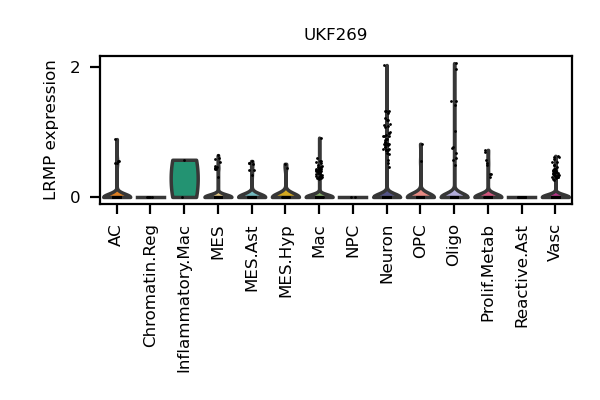 UKF269
LRMP expression
2
0
AC
Chromatin.Reg
Inflammatory.Mac
MES
MES.Ast
MES.Hyp
Mac
NPC
Neuron
OPC
Oligo
Prolif.Metab
Reactive.Ast
Vasc